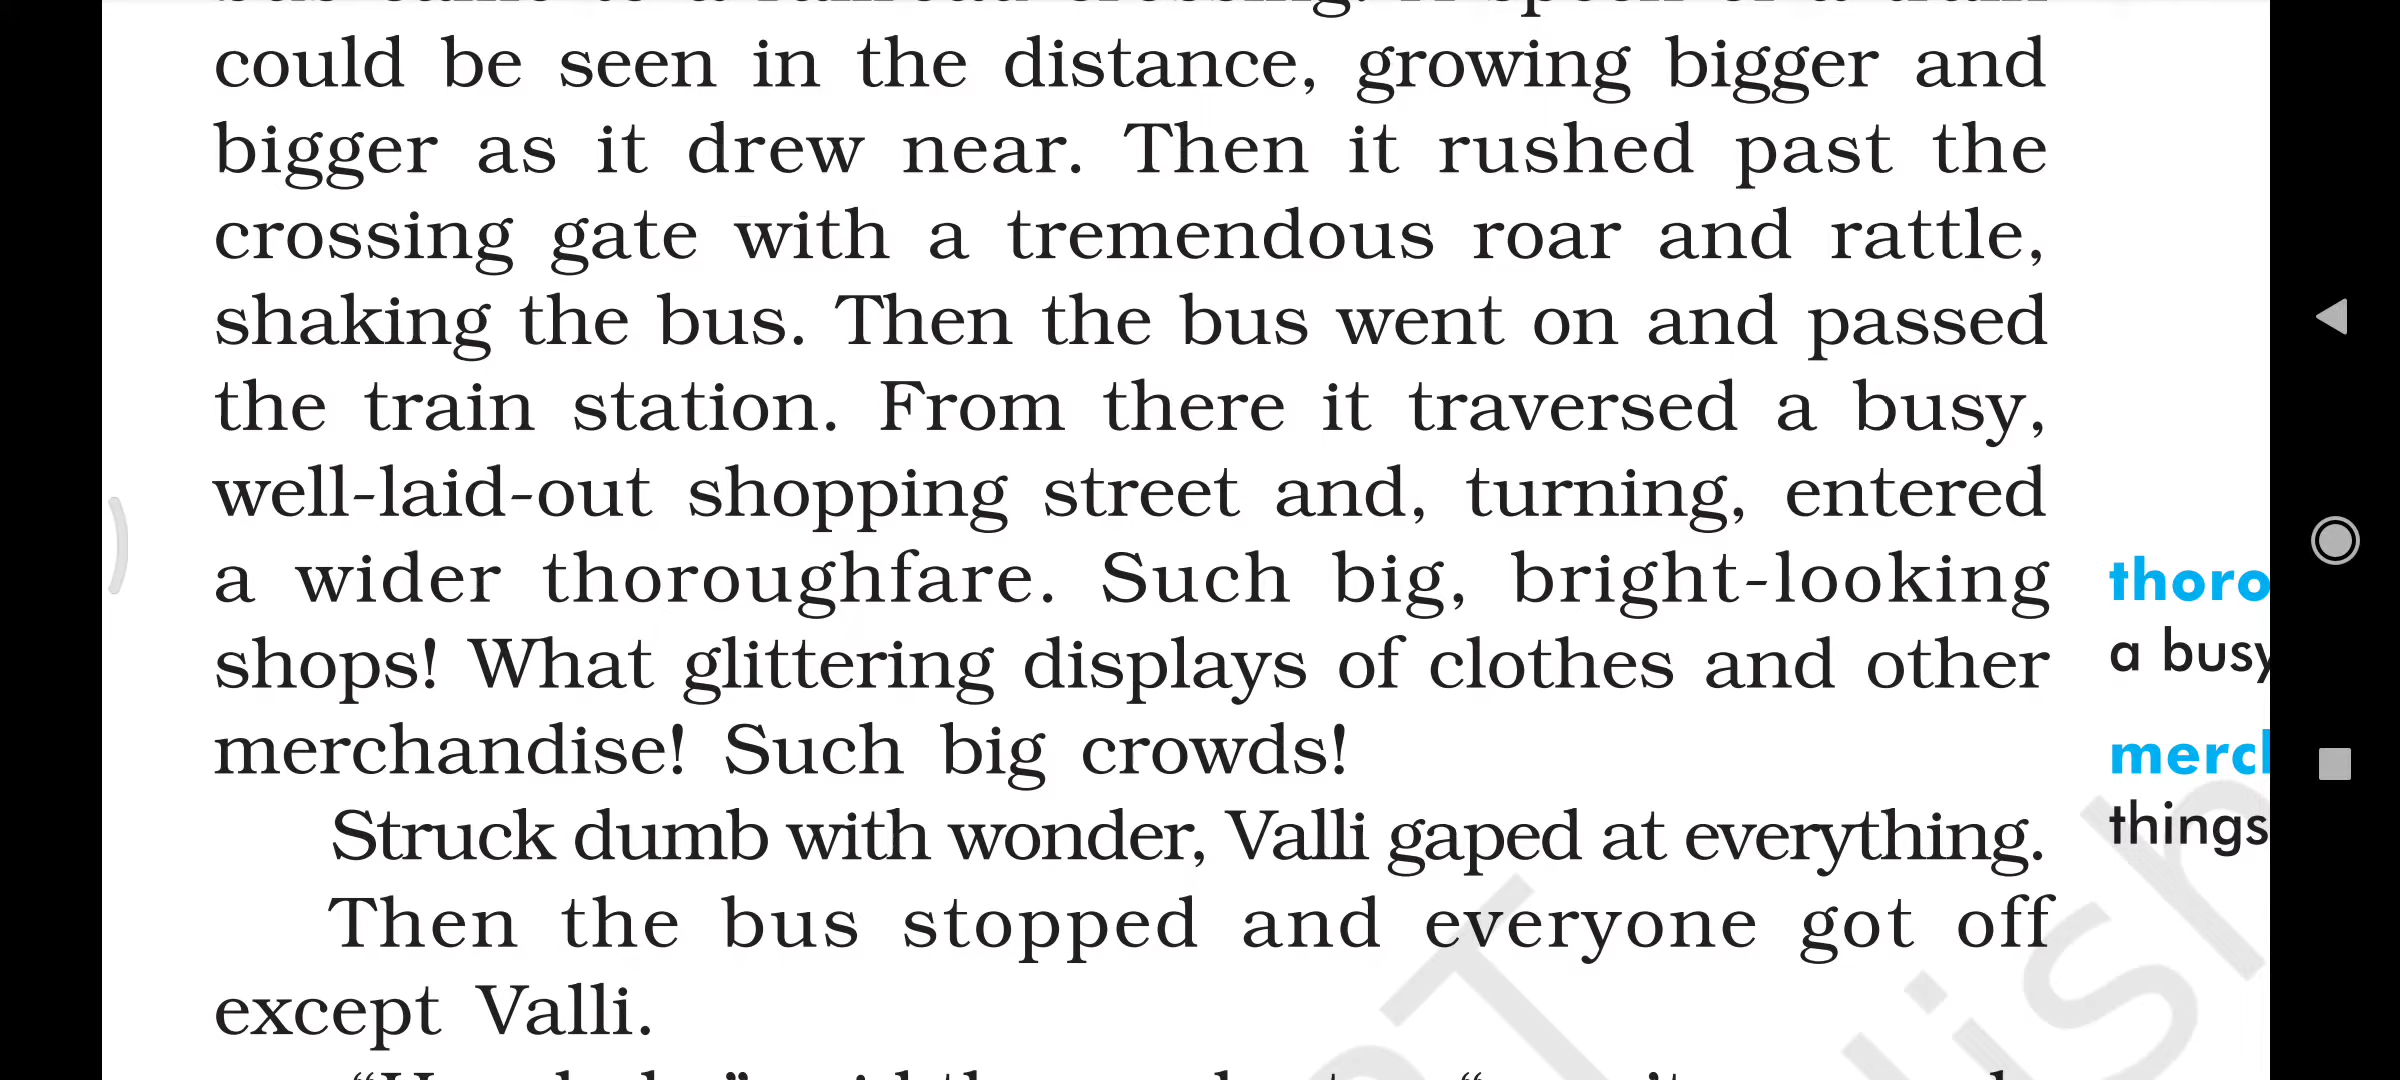 could be seen in the distance, growing bigger and
bigger as it drew near. Then it rushed past the
crossing gate with a tremendous roar and rattle,
shaking the bus. Then the bus went on and passed
the train station. From there it traversed a busy,
well-laid-out shopping street and, turning, entered
a wider thoroughfare. Such big, bright-looking
shops! What glittering displays of clothes and other
merchandise! Such big crowds!
Struck dumb with wonder, Valli gaped at everything.
Then the bus stopped and everyone got off
except Valli.
thoro
a busy
merch
things